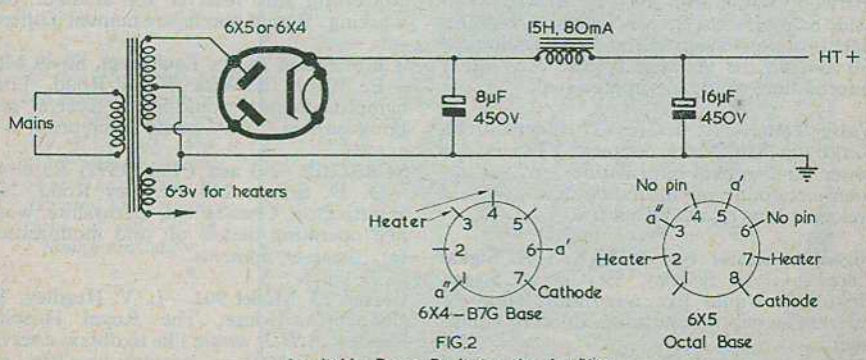 6X5 or 6X4
15H, 80mA
HT+
8µF
450V
16µF
450V
Mains
6·3v for heaters
Heater
1
2
3
4
5
6
7
a"
a'
Cathode
6X4 – B7G Base
FIG.2
No pin
a'
a"
No pin
Heater
Heater
1
2
3
4
5
6
7
8
Cathode
6X5
Octal Base